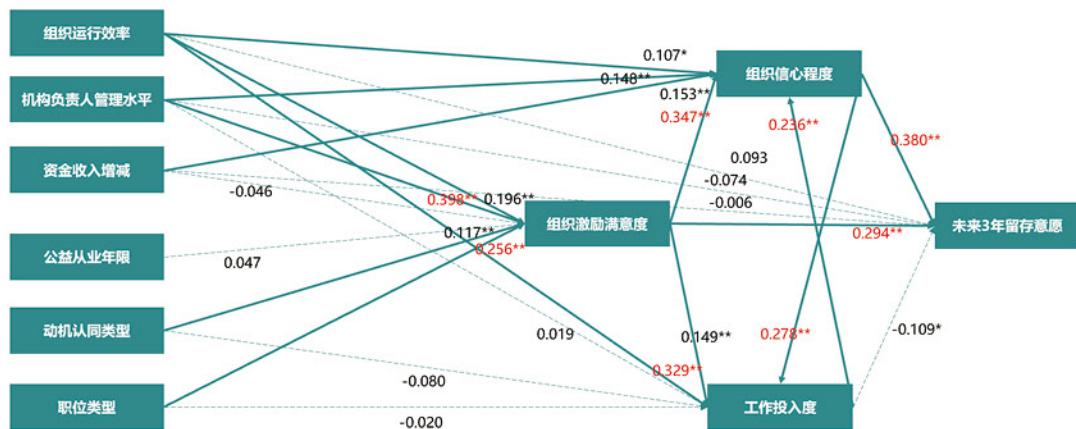 组织运行效率
0.107*
组织信心程度
0.148**
机构负责人管理水平
0.153**
0.347**
0.236**
0.380**
资金收入增减
0.093
-0.074
-0.046
-0.006
0.398**
0.196**
组织激励满意度
未来3年留存意愿
0.117**
0.294**
0.256**
公益从业年限
0.047
动机认同类型
0.019
0.149**
0.278**
-0.109*
0.329**
-0.080
职位类型
工作投入度
-0.020